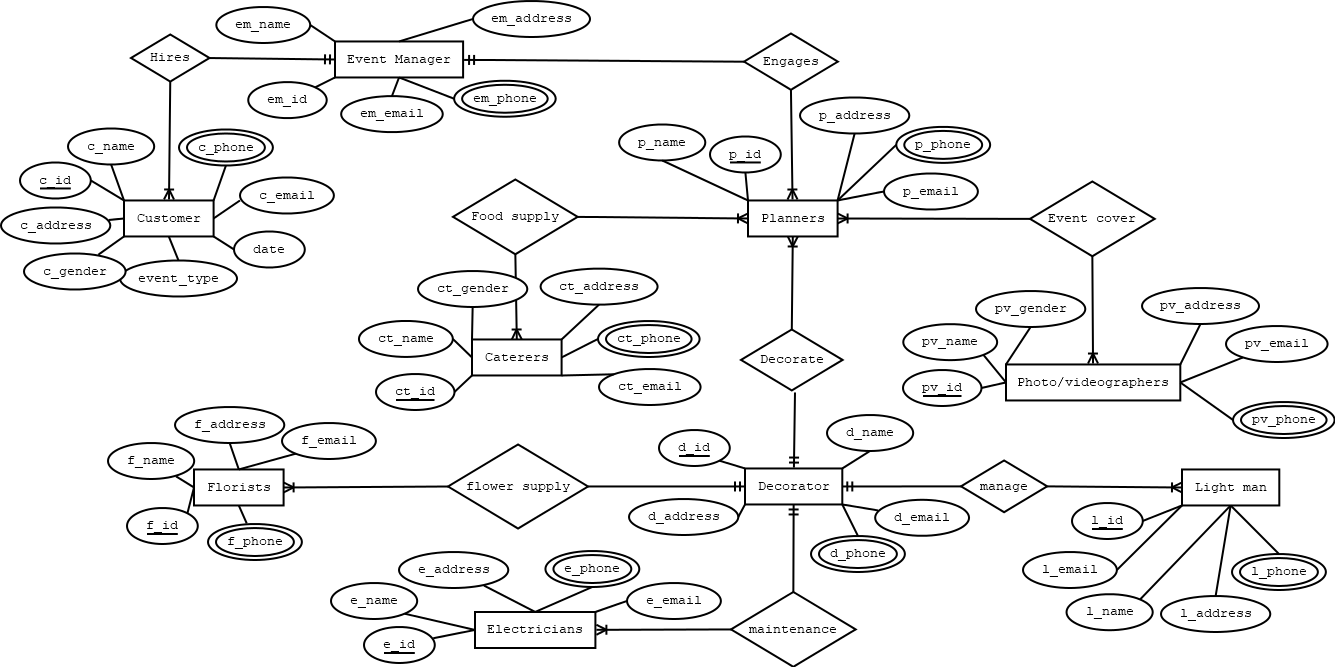 em_name
em_address
Hires
Event Manager
Engages
em_id
em_email
em_phone
p_address
c_name
c_phone
p_name
p_id
p_phone
c_id
c_email
p_email
Customer
Food supply
Planners
Event cover
c_address
date
c_gender
event_type
ct_gender
ct_address
pv_gender
pv_address
ct_name
ct_phone
pv_name
pv_email
Caterers
Decorate
Photo/videographers
ct_id
ct_email
pv_id
pv_phone
f_address
f_email
d_id
d_name
f_name
Florists
flower supply
Decorator
manage
Light man
f_id
d_address
d_email
l_id
f_phone
d_phone
e_address
e_phone
l_email
l_phone
e_name
e_email
l_name
l_address
Electricians
maintenance
e_id